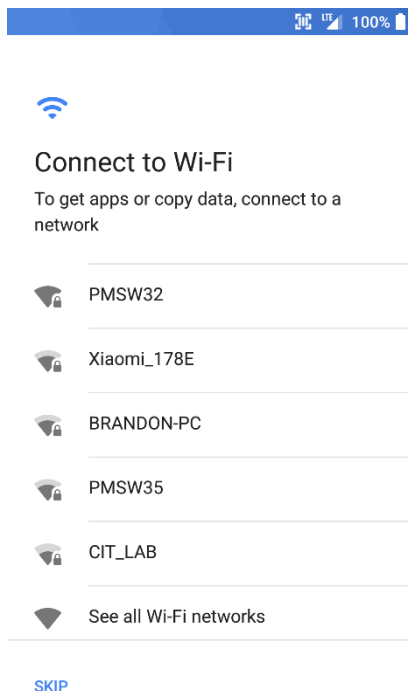 LTE 100%
Connect to Wi-Fi
To get apps or copy data, connect to a
network
PMSW32
Xiaomi_178E
BRANDON-PC
PMSW35
CIT_LAB
See all Wi-Fi networks
SKIP